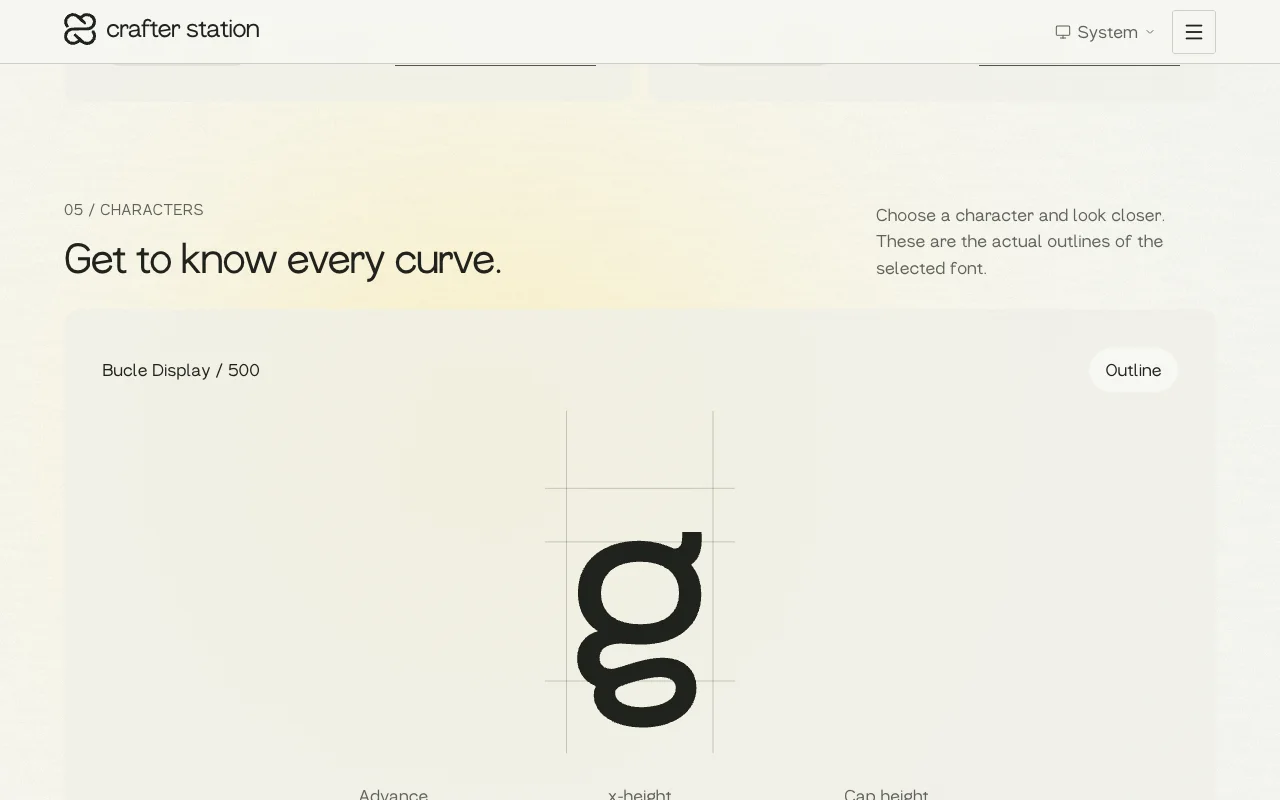 crafter station
System
05 / CHARACTERS
Get to know every curve.
Choose a character and look closer.
These are the actual outlines of the
selected font.
Bucle Display / 500
Outline
g
Advance
x-height
Cap height